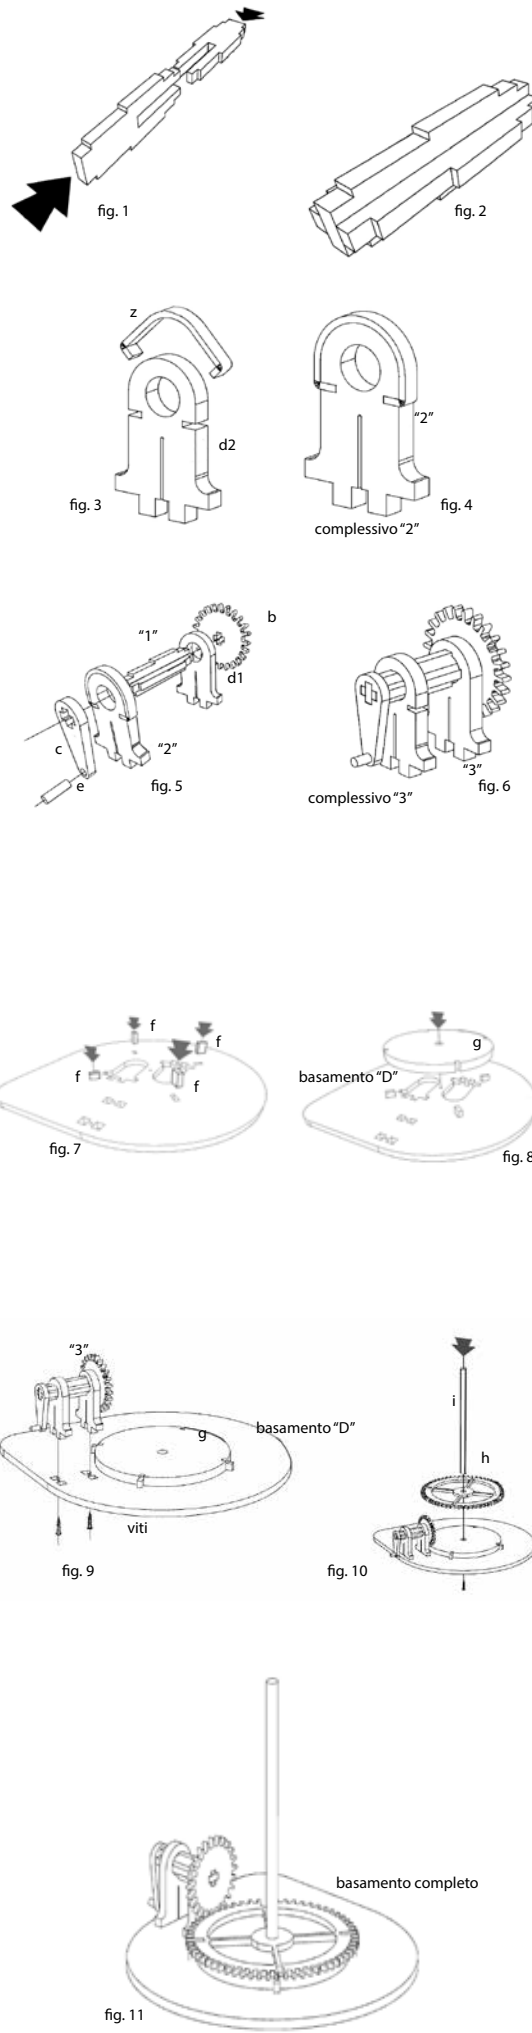 fig. 1
fig. 2
z
d2
fig. 3
"2"
fig. 4
complessivo "2"
b
"1"
d1
c
"2"
e
fig. 5
"3"
fig. 6
complessivo "3"
f
f
f
f
fig. 7
g
basamento "D"
fig. 8
"3"
g
basamento "D"
viti
fig. 9
i
h
fig. 10
basamento completo
fig. 11